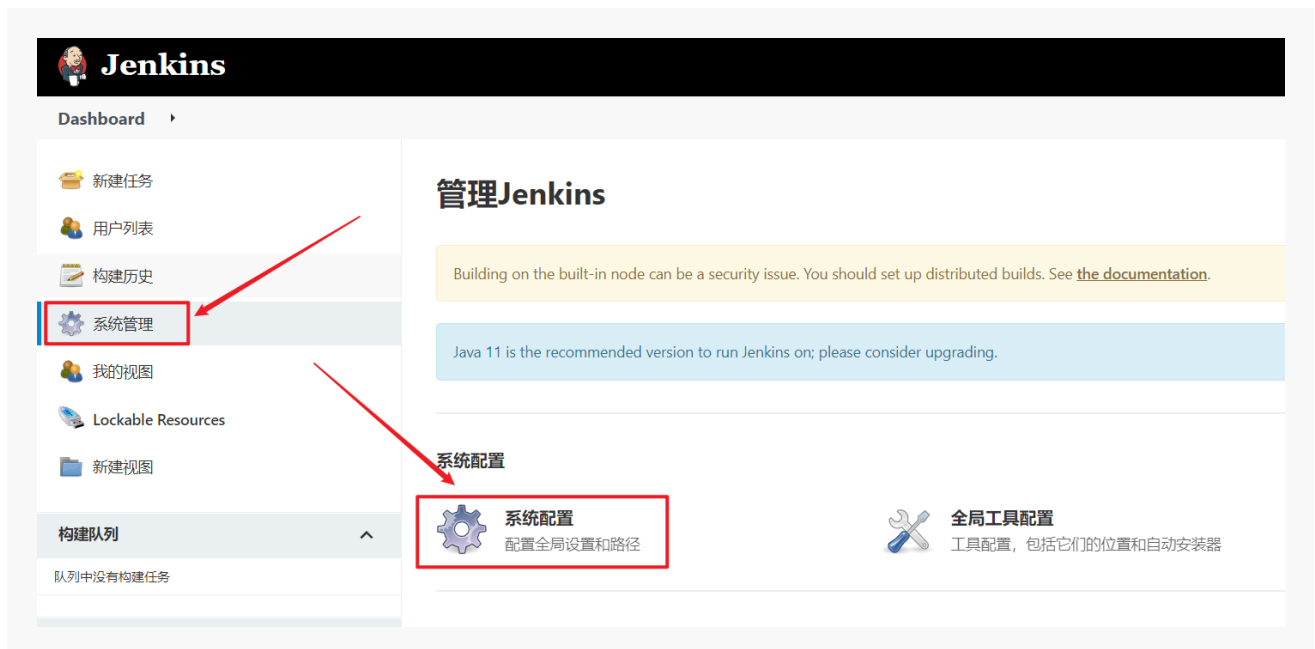 Jenkins
Dashboard
新建任务
用户列表
构建历史
系统管理
我的视图
Lockable Resources
新建视图
构建队列
队列中没有构建任务
管理Jenkins
Building on the built-in node can be a security issue. You should set up distributed builds. See the documentation.
Java 11 is the recommended version to run Jenkins on; please consider upgrading.
系统配置
系统配置
配置全局设置和路径
全局工具配置
工具配置，包括它们的位置和自动安装器